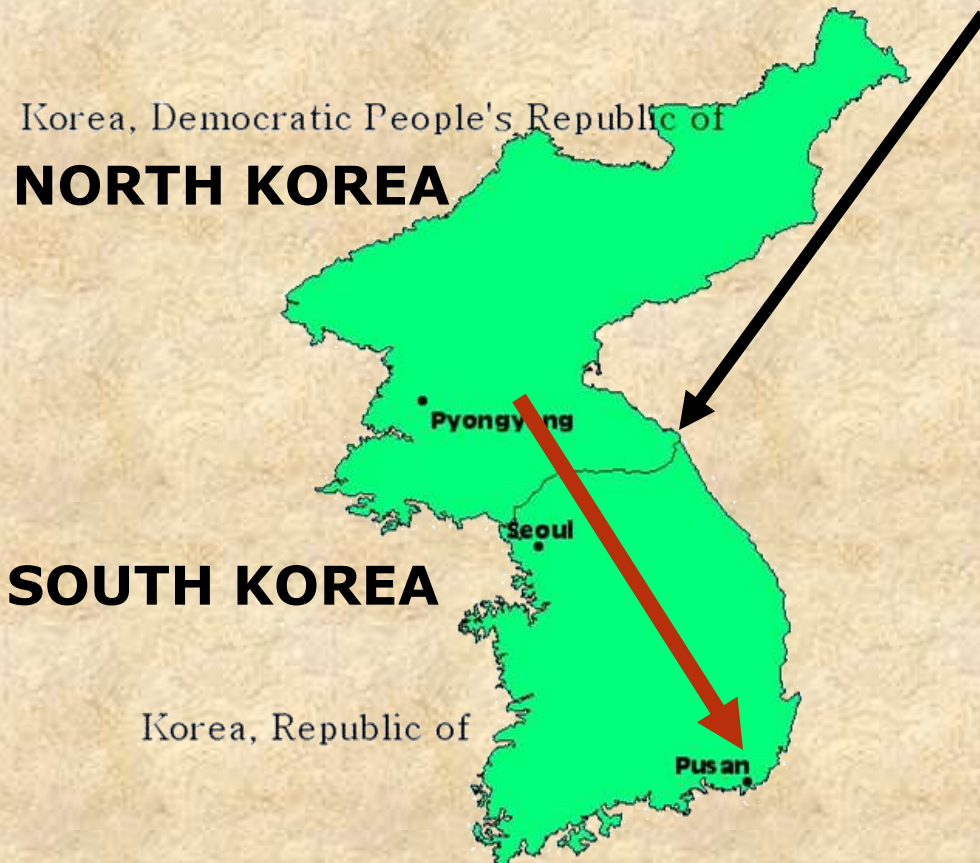 Korea, Democratic People's Republic of
NORTH KOREA
Pyongyang
Seoul
SOUTH KOREA
Korea, Republic of
Pusan